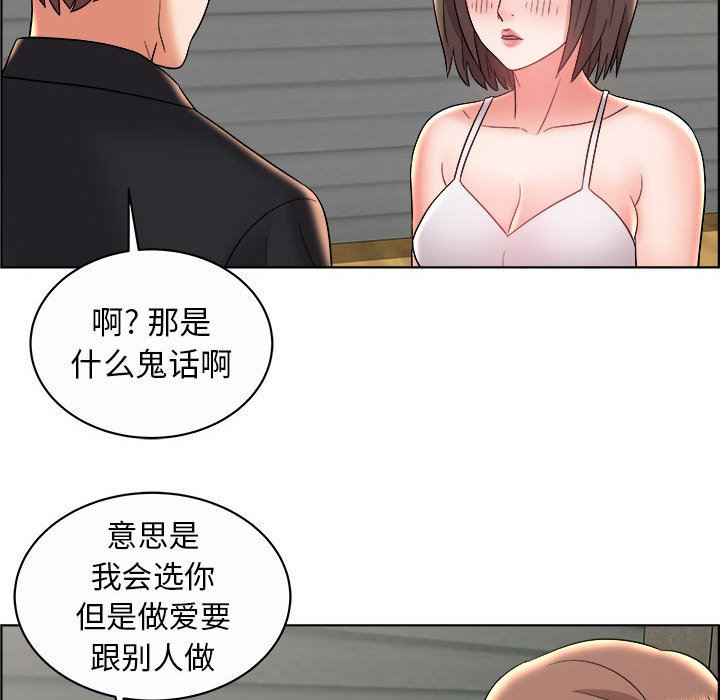 啊? 那是
什么鬼话啊
意思是
我会选你
但是做爱要
跟别人做